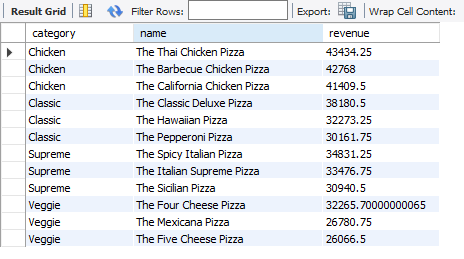 Result Grid Filter Rows: Export: Wrap Cell Content:
category name revenue
Chicken The Thai Chicken Pizza 43434.25
Chicken The Barbecue Chicken Pizza 42768
Chicken The California Chicken Pizza 41409.5
Classic The Classic Deluxe Pizza 38180.5
Classic The Hawaiian Pizza 32273.25
Classic The Pepperoni Pizza 30161.75
Supreme The Spicy Italian Pizza 34831.25
Supreme The Italian Supreme Pizza 33476.75
Supreme The Sicilian Pizza 30940.5
Veggie The Four Cheese Pizza 32265.70000000065
Veggie The Mexicana Pizza 26780.75
Veggie The Five Cheese Pizza 26066.5